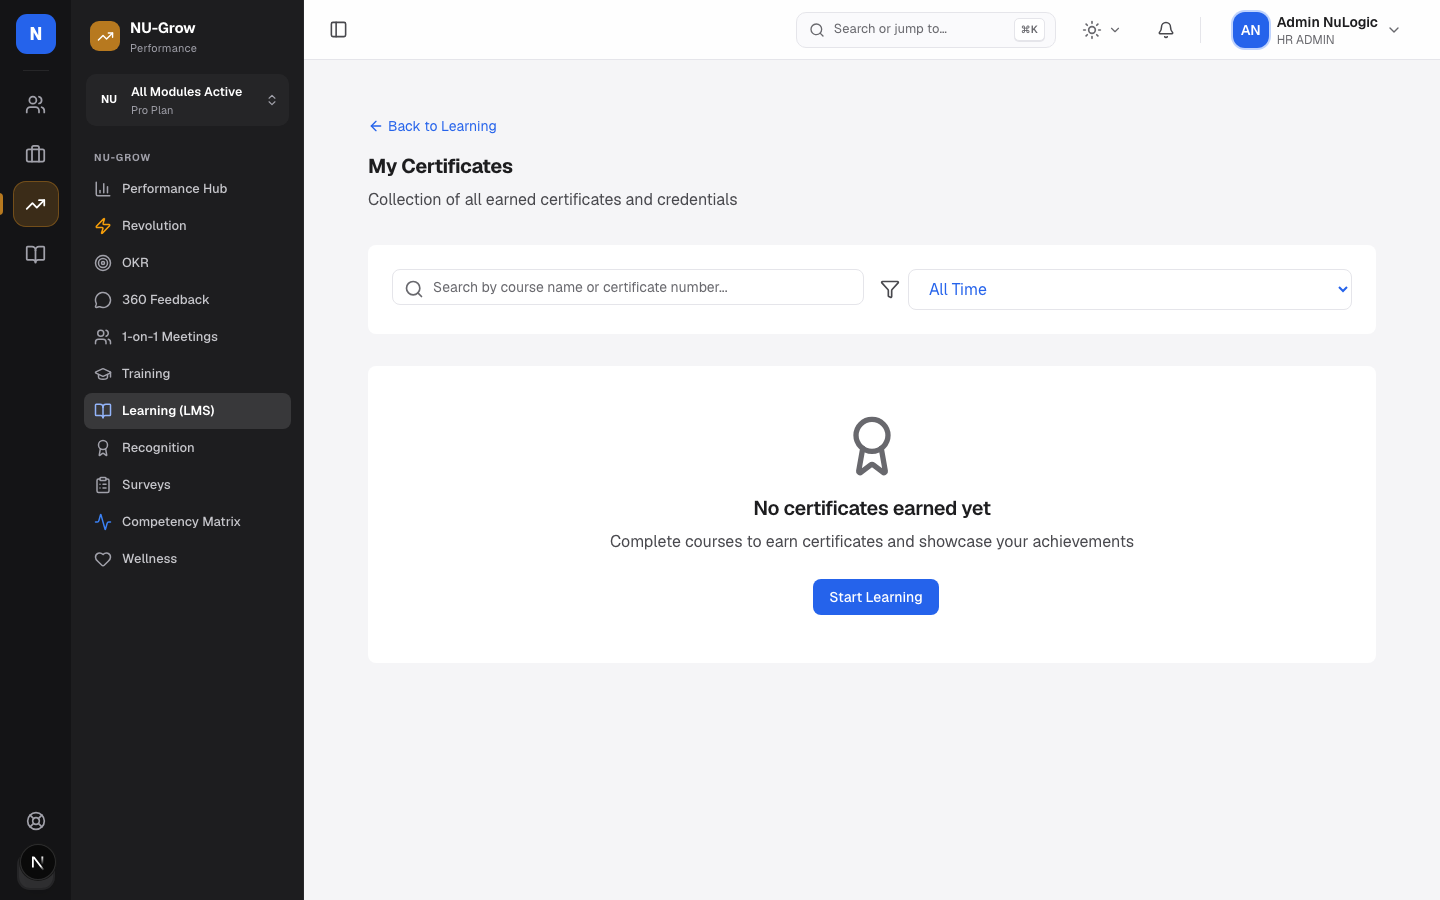 N
NU-Grow
Performance
NU
All Modules Active
Pro Plan
NU-GROW
Performance Hub
Revolution
OKR
360 Feedback
1-on-1 Meetings
Training
Learning (LMS)
Recognition
Surveys
Competency Matrix
Wellness
N
Search or jump to...
⌘K
AN
Admin NuLogic
HR ADMIN
Back to Learning
My Certificates
Collection of all earned certificates and credentials
Search by course name or certificate number...
All Time
No certificates earned yet
Complete courses to earn certificates and showcase your achievements
Start Learning